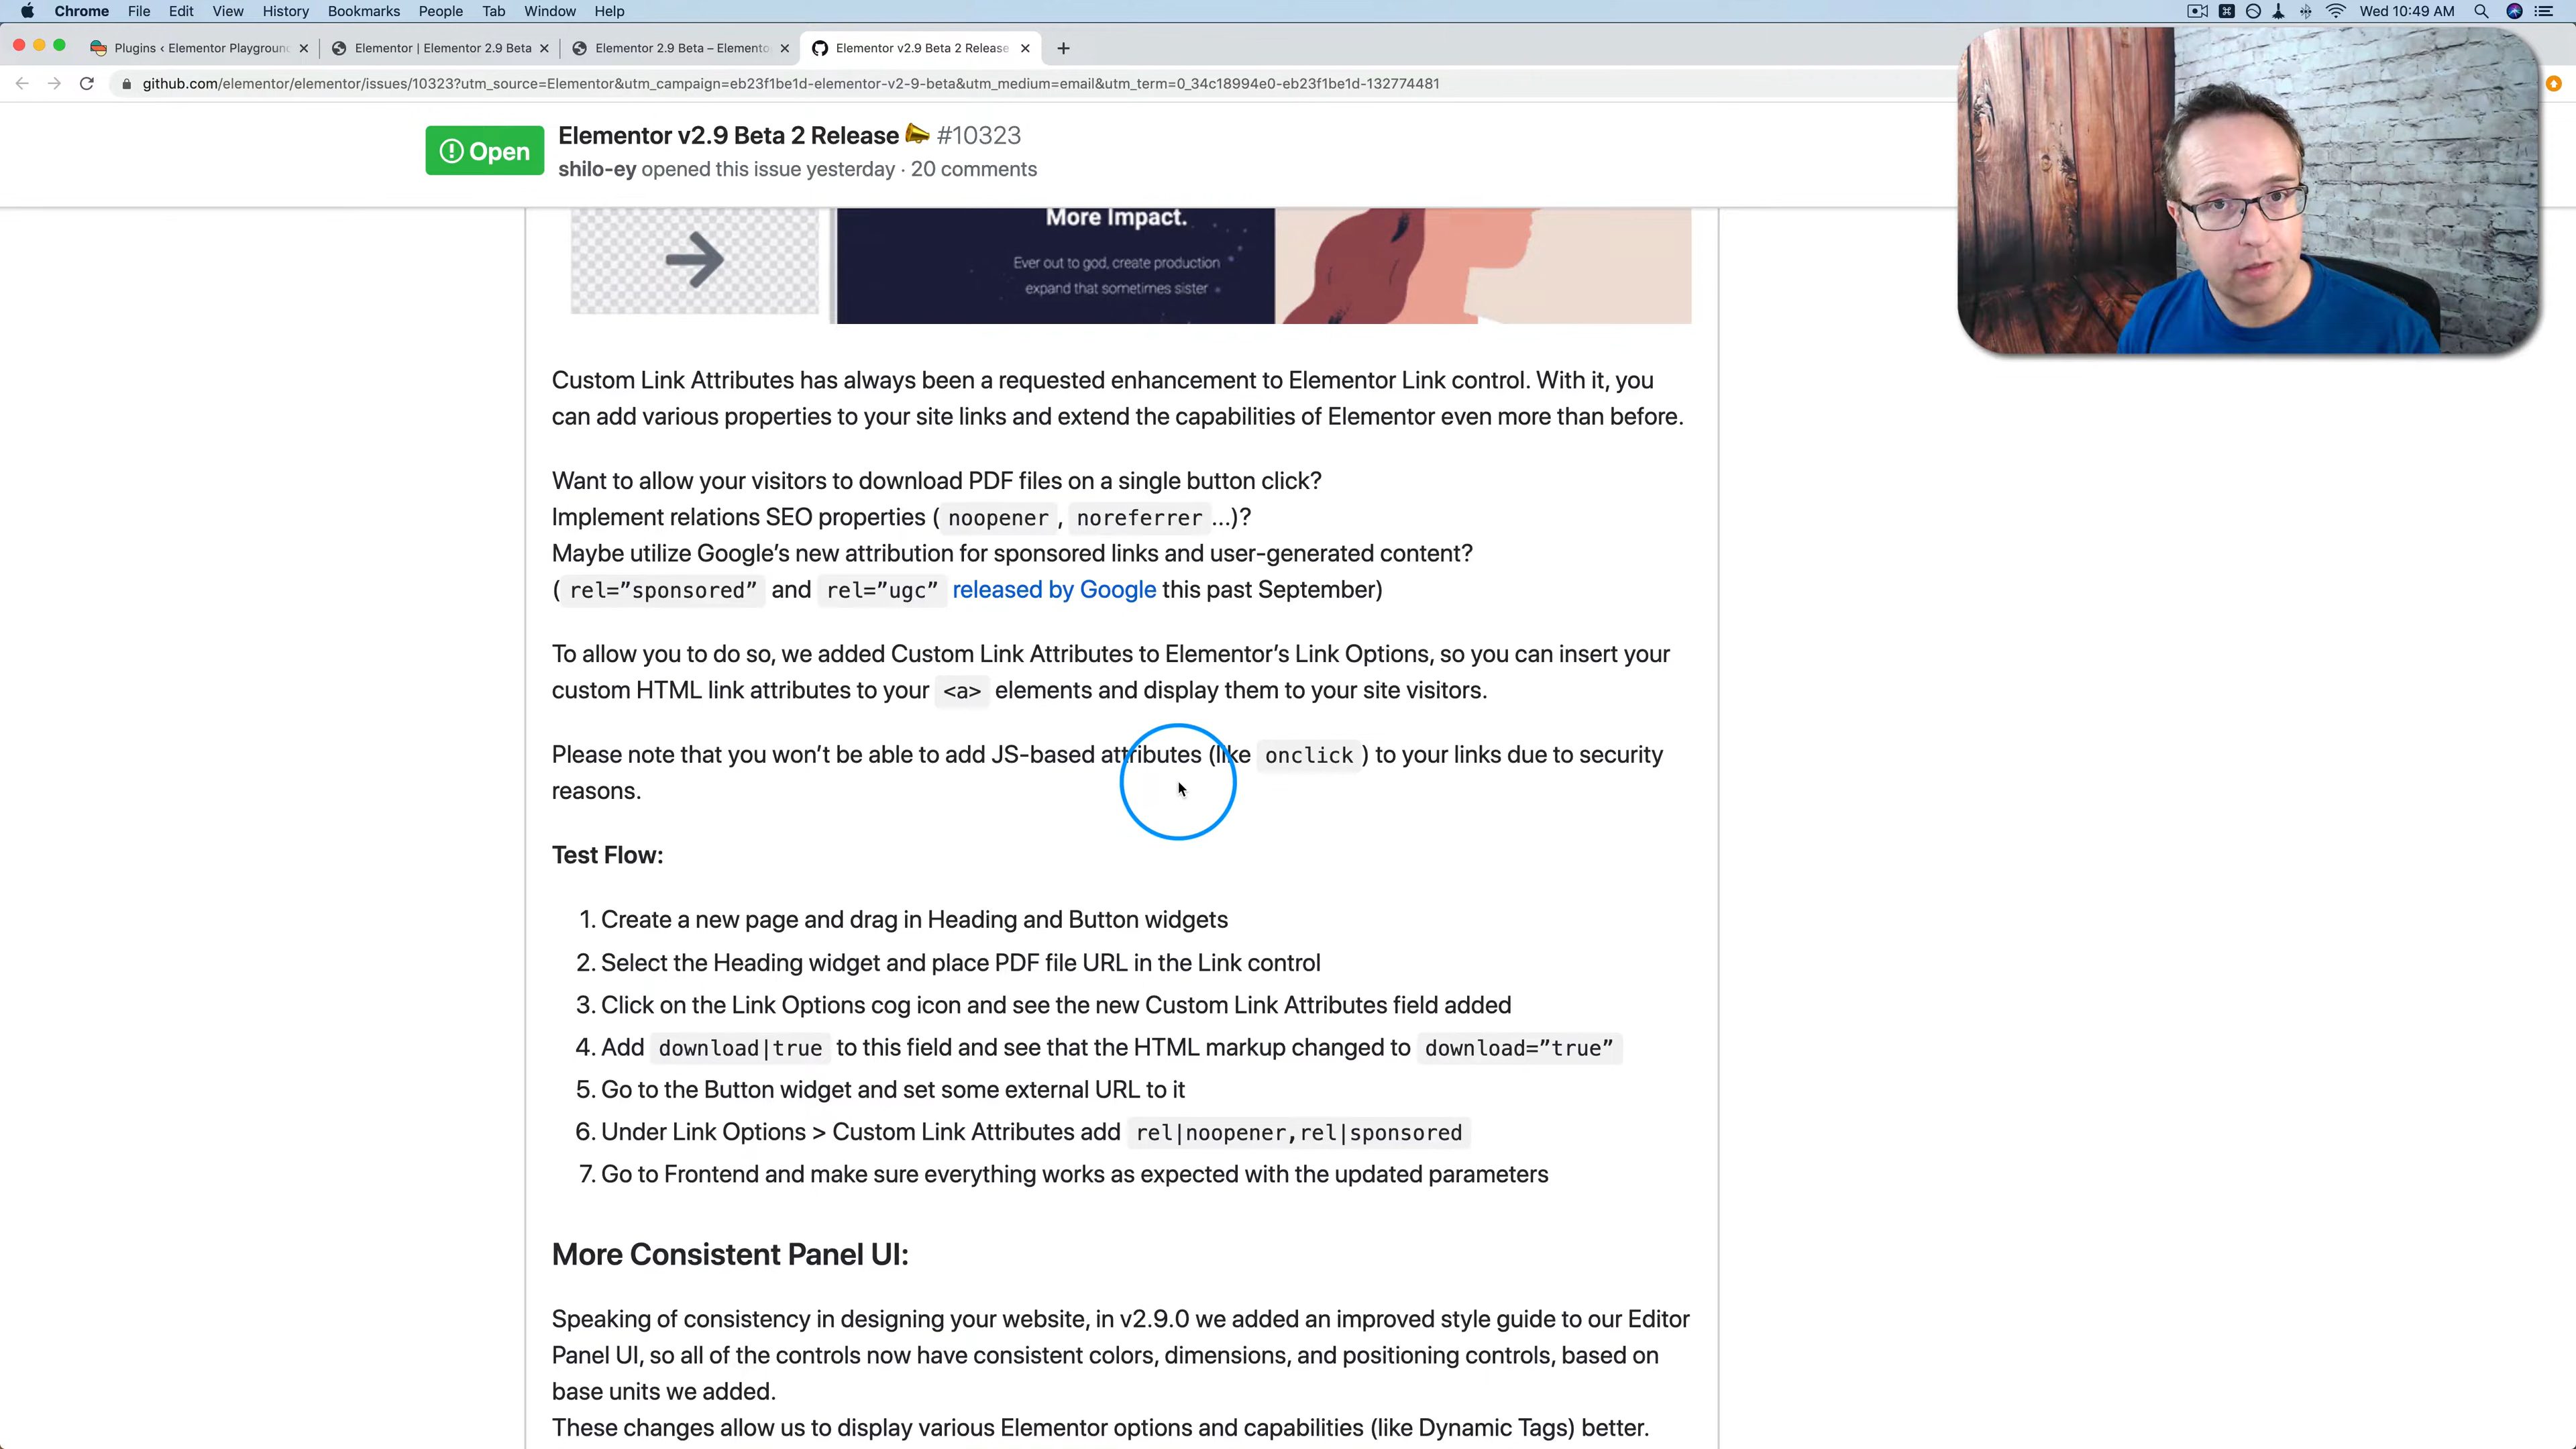 Chrome File Edit View History Bookmarks People Tab Window Help
Wed 10:49 AM
Plugins ‹ Elementor Playground
Elementor | Elementor 2.9 Beta
Elementor 2.9 Beta – Elemento
Elementor v2.9 Beta 2 Release
github.com/elementor/elementor/issues/10323?utm_source=Elementor&utm_campaign=eb23f1be1d-elementor-v2-9-beta&utm_medium=email&utm_term=0_34c18994e0-eb23f1be1d-132774481
Open
Elementor v2.9 Beta 2 Release 📣 #10323
shilo-ey opened this issue yesterday · 20 comments
More Impact.
Ever out to god, create production
expand that sometimes sister
Custom Link Attributes has always been a requested enhancement to Elementor Link control. With it, you
can add various properties to your site links and extend the capabilities of Elementor even more than before.
Want to allow your visitors to download PDF files on a single button click?
Implement relations SEO properties ( noopener , noreferrer ...)?
Maybe utilize Google’s new attribution for sponsored links and user-generated content?
( rel=”sponsored” and rel=”ugc” released by Google this past September)
To allow you to do so, we added Custom Link Attributes to Elementor’s Link Options, so you can insert your
custom HTML link attributes to your <a> elements and display them to your site visitors.
Please note that you won’t be able to add JS-based attributes (like onclick ) to your links due to security
reasons.
Test Flow:
1. Create a new page and drag in Heading and Button widgets
2. Select the Heading widget and place PDF file URL in the Link control
3. Click on the Link Options cog icon and see the new Custom Link Attributes field added
4. Add download|true to this field and see that the HTML markup changed to download=”true”
5. Go to the Button widget and set some external URL to it
6. Under Link Options > Custom Link Attributes add rel|noopener,rel|sponsored
7. Go to Frontend and make sure everything works as expected with the updated parameters
More Consistent Panel UI:
Speaking of consistency in designing your website, in v2.9.0 we added an improved style guide to our Editor
Panel UI, so all of the controls now have consistent colors, dimensions, and positioning controls, based on
base units we added.
These changes allow us to display various Elementor options and capabilities (like Dynamic Tags) better.